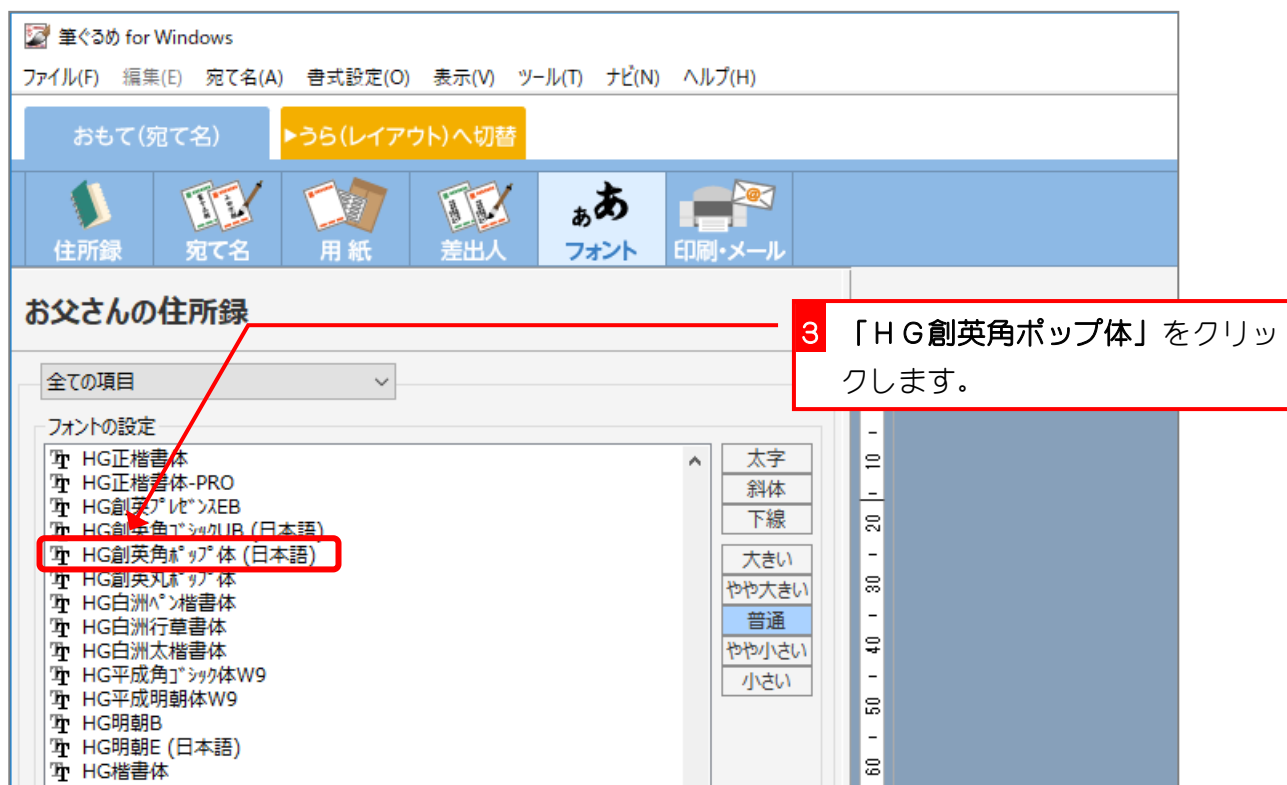 筆ぐるめ for Windows
ファイル(F) 編集(E) 宛て名(A) 書式設定(O) 表示(V) ツール(T) ナビ(N) ヘルプ(H)
おもて(宛て名) ▶うら(レイアウト)へ切替
ああ
住所録 宛て名 用紙 差出人 フォント 印刷・メール
お父さんの住所録
3 「ＨＧ創英角ポップ体」をクリッ
クします。
全ての項目
フォントの設定
HG正楷書体
HG正楷書体-PRO
HG創英ﾌﾟﾚｾﾞﾝｽEB
HG創英角ｺﾞｼｯｸUB (日本語)
HG創英角ﾎﾟｯﾌﾟ体 (日本語)
HG創英丸ﾎﾟｯﾌﾟ体
HG白洲ﾍﾟﾝ楷書体
HG白洲行草書体
HG白洲太楷書体
HG平成角ｺﾞｼｯｸ体W9
HG平成明朝体W9
HG明朝B
HG明朝E (日本語)
HG楷書体
太字
斜体
下線
大きい
やや大きい
普通
やや小さい
小さい
10
20
30
40
50
60